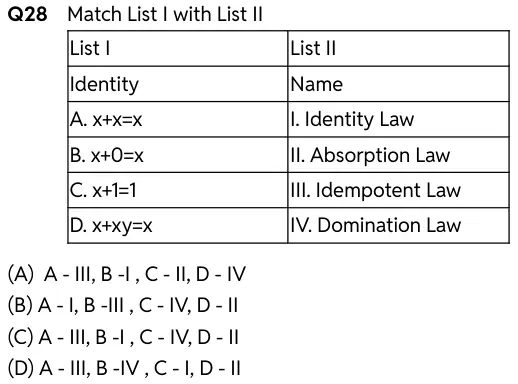 Q28 Match List I with List II
List I List II
Identity Name
A. x+x=x I. Identity Law
B. x+0=x II. Absorption Law
C. x+1=1 III. Idempotent Law
D. x+xy=x IV. Domination Law
(A) A - III, B -I , C - II, D - IV
(B) A - I, B -III , C - IV, D - II
(C) A - III, B -I , C - IV, D - II
(D) A - III, B -IV , C - I, D - II